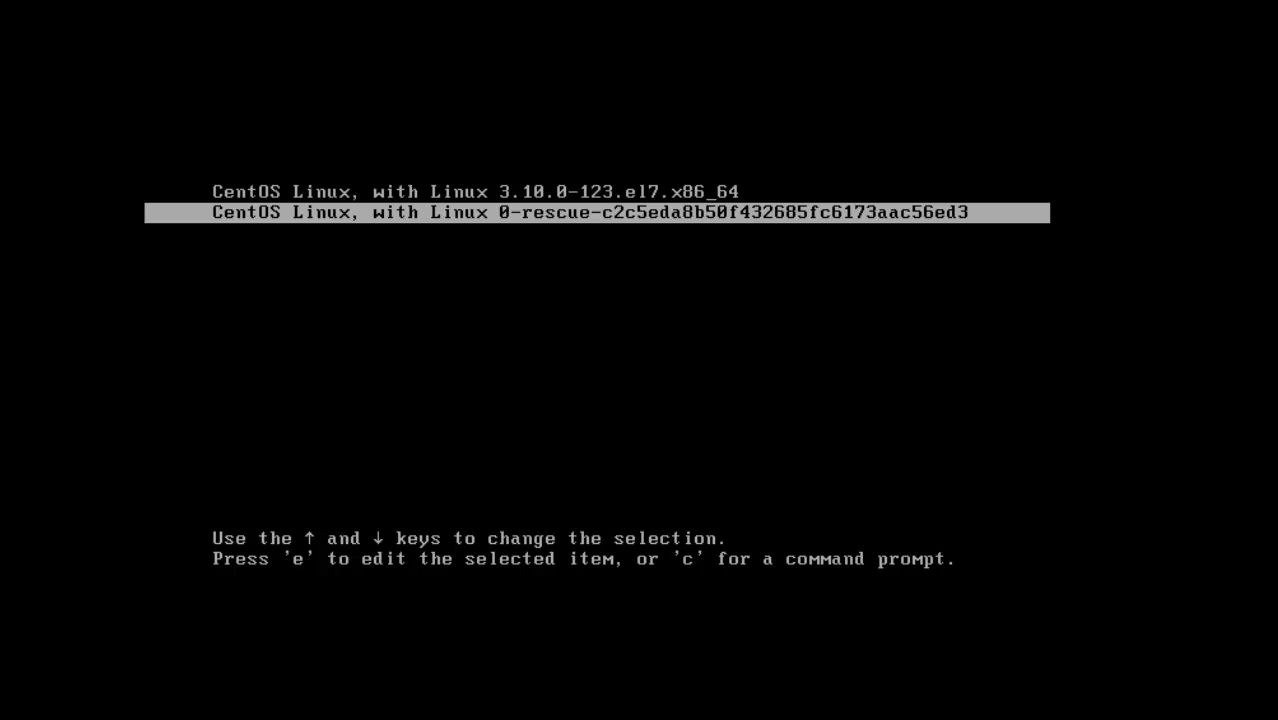 CentOS Linux, with Linux 3.10.0-123.el7.x86_64
CentOS Linux, with Linux 0-rescue-c2c5eda8b50f432685fc6173aac56ed3
Use the ↑ and ↓ keys to change the selection.
Press 'e' to edit the selected item, or 'c' for a command prompt.